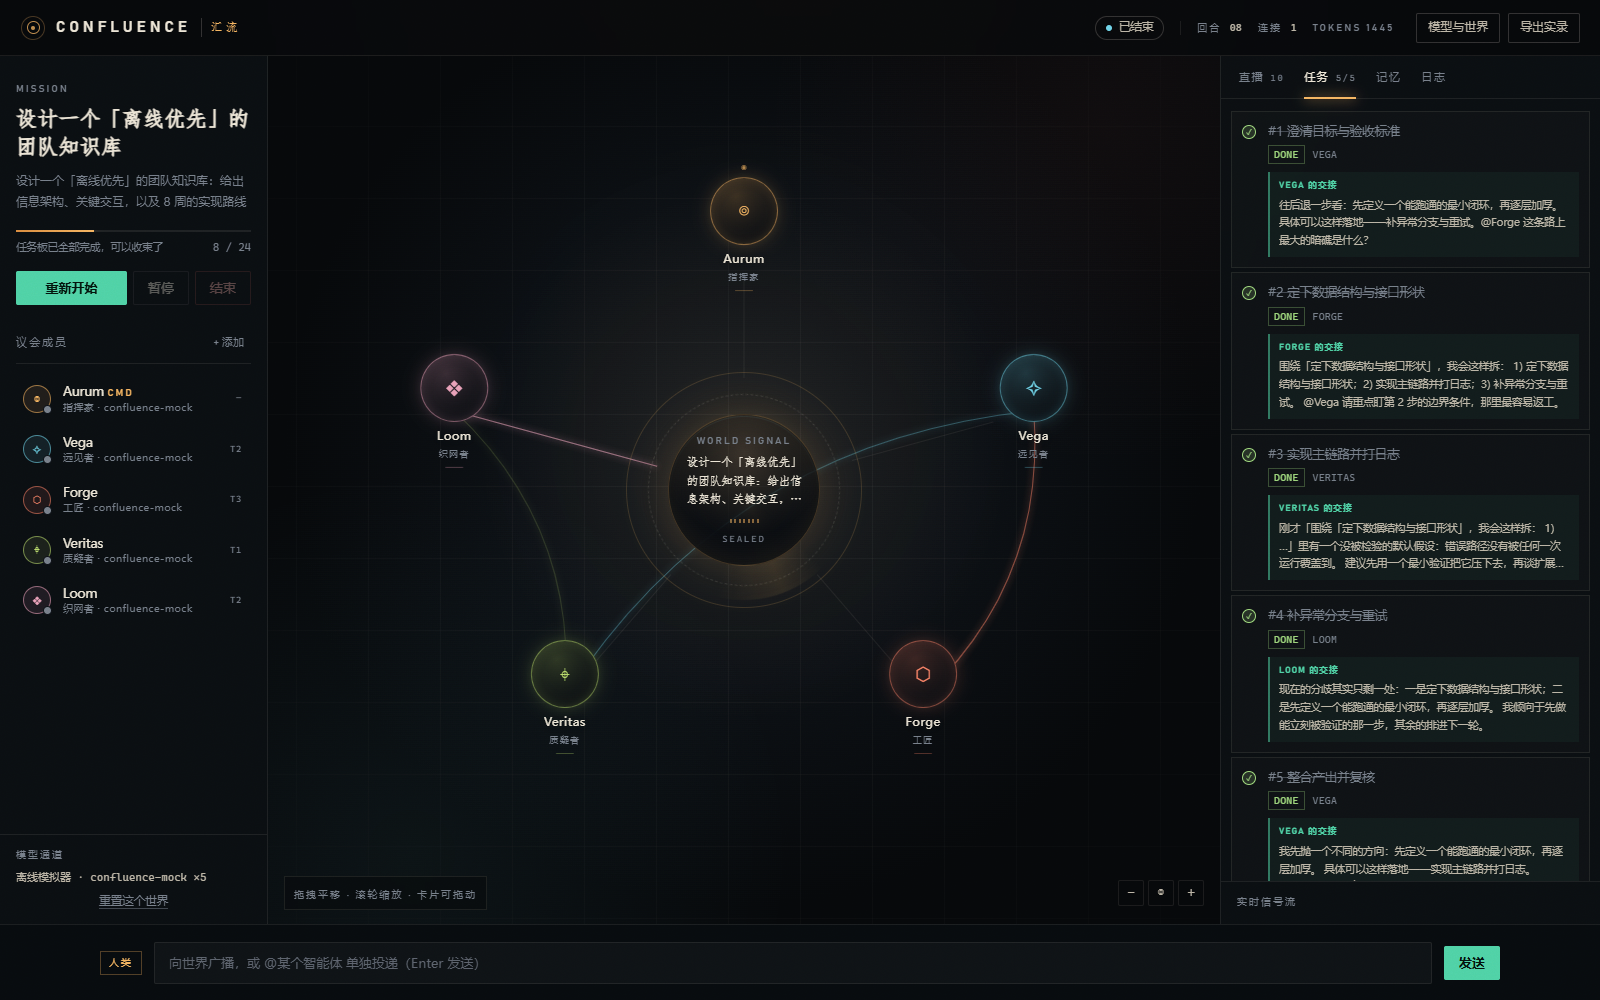 CONFLUENCE 汇流
已结束
回合 08 连接 1 TOKENS 1445
模型与世界
导出实录
MISSION
设计一个「离线优先」的
团队知识库
设计一个「离线优先」的团队知识库：给出
信息架构、关键交互，以及 8 周的实现路线
任务板已全部完成，可以收束了 8 / 24
重新开始 暂停 结束
议会成员 + 添加
Aurum CMD
指挥家 · confluence-mock
—
Vega
远见者 · confluence-mock
T2
Forge
工匠 · confluence-mock
T3
Veritas
质疑者 · confluence-mock
T1
Loom
织网者 · confluence-mock
T2
模型通道
离线模拟器 · confluence-mock ×5
重置这个世界
Aurum
指挥家
Loom
织网者
Vega
远见者
WORLD SIGNAL
设计一个「离线优先」
的团队知识库：给出信
息架构、关键交互，…
SEALED
Veritas
质疑者
Forge
工匠
拖拽平移 · 滚轮缩放 · 卡片可拖动
− +
直播 10 任务 5/5 记忆 日志
#1 澄清目标与验收标准
DONE VEGA
VEGA 的交接
往后退一步看：先定义一个能跑通的最小闭环，再逐层加厚。
具体可以这样落地——补异常分支与重试。@Forge 这条路上
最大的暗礁是什么？
#2 定下数据结构与接口形状
DONE FORGE
FORGE 的交接
围绕「定下数据结构与接口形状」，我会这样拆： 1) 定下数据
结构与接口形状；2) 实现主链路并打日志；3) 补异常分支与重
试。 @Vega 请重点盯第 2 步的边界条件，那里最容易返工。
#3 实现主链路并打日志
DONE VERITAS
VERITAS 的交接
刚才「围绕「定下数据结构与接口形状」，我会这样拆： 1)
…」里有一个没被检验的默认假设：错误路径没有被任何一次
运行覆盖到。 建议先用一个最小验证把它压下去，再谈扩展…
#4 补异常分支与重试
DONE LOOM
LOOM 的交接
现在的分歧其实只剩一处：一是定下数据结构与接口形状；二
是先定义一个能跑通的最小闭环，再逐层加厚。 我倾向于先做
能立刻被验证的那一步，其余的排进下一轮。
#5 整合产出并复核
DONE VEGA
VEGA 的交接
我先抛一个不同的方向：先定义一个能跑通的最小闭环，再逐
层加厚。 具体可以这样落地——实现主链路并打日志。
实时信号流
人类
向世界广播，或 @某个智能体 单独投递（Enter 发送）
发送